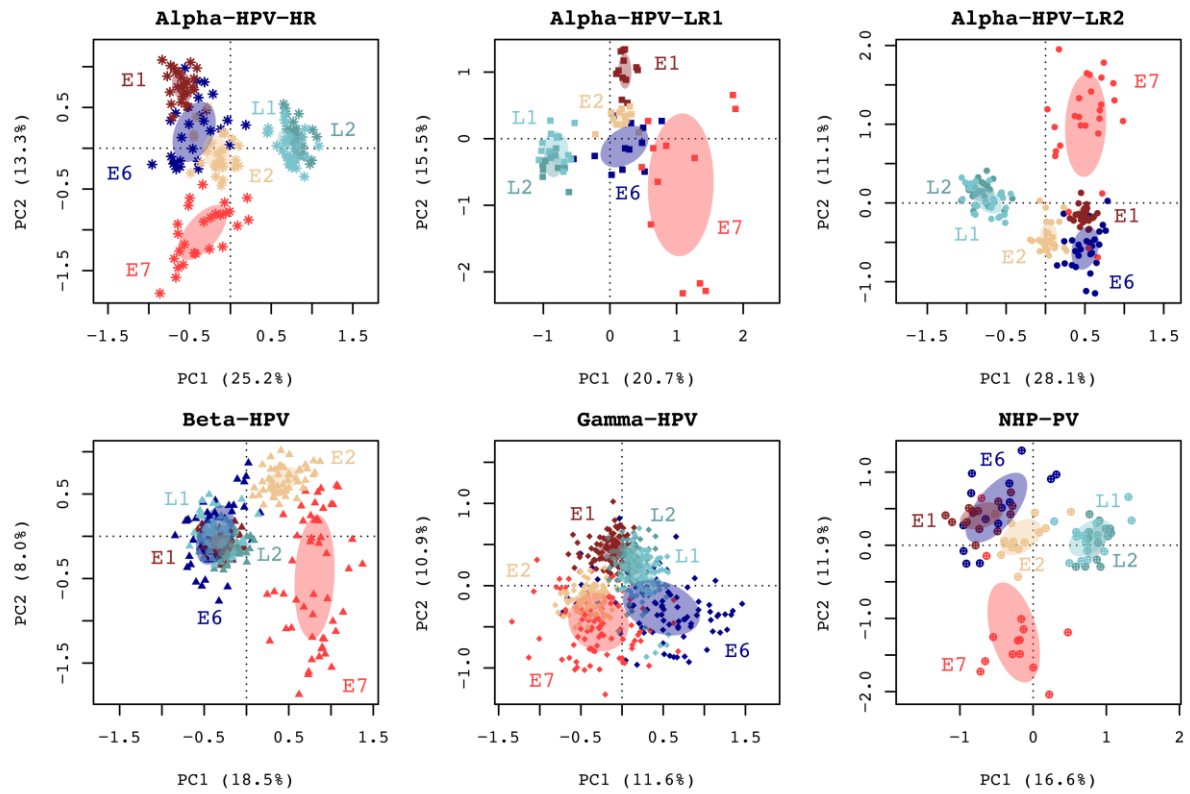 Alpha-HPV-HR
PC2 (13.3%)
0.5
-0.5
-1.5
E1
E6
E2
E7
L1
L2
-1.5 -0.5 0.5 1.5
PC1 (25.2%)
Alpha-HPV-LR1
PC2 (15.5%)
1
0
-1
-2
E1
E2
L1
L2
E6
E7
-1 0 1 2
PC1 (20.7%)
Alpha-HPV-LR2
PC2 (11.1%)
2.0
1.0
0.0
-1.0
E7
L2
L1
E2
E1
E6
-1.5 -0.5 0.5 1.5
PC1 (28.1%)
Beta-HPV
PC2 (8.0%)
0.5
-0.5
-1.5
E2
L1
E1
L2
E6
E7
-1.5 -0.5 0.5 1.5
PC1 (18.5%)
Gamma-HPV
PC2 (10.9%)
1.0
0.0
-1.0
E1
L2
L1
E2
E7
E6
-1.5 -0.5 0.5 1.5
PC1 (11.6%)
NHP-PV
PC2 (11.9%)
1.0
0.0
-1.0
-2.0
E6
E1
E2
L1
L2
E7
-1 0 1 2
PC1 (16.6%)